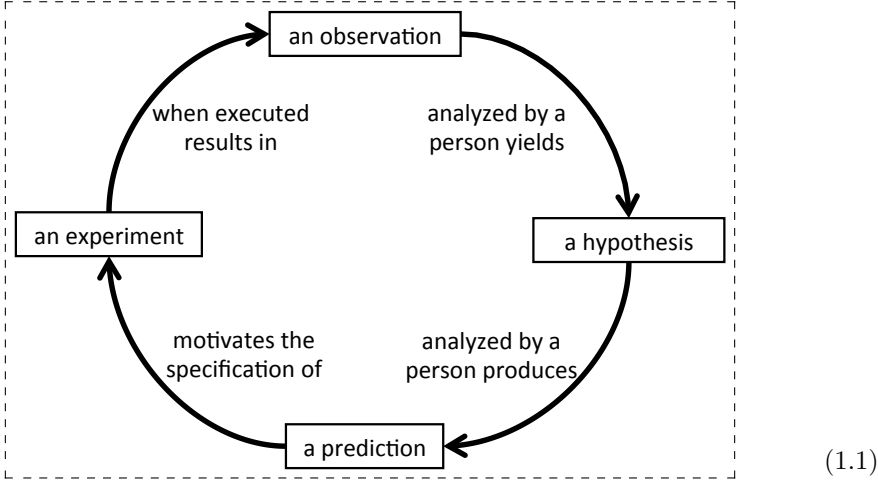 an observation
when executed
results in
analyzed by a
person yields
an experiment
a hypothesis
motivates the
specification of
analyzed by a
person produces
a prediction
(1.1)